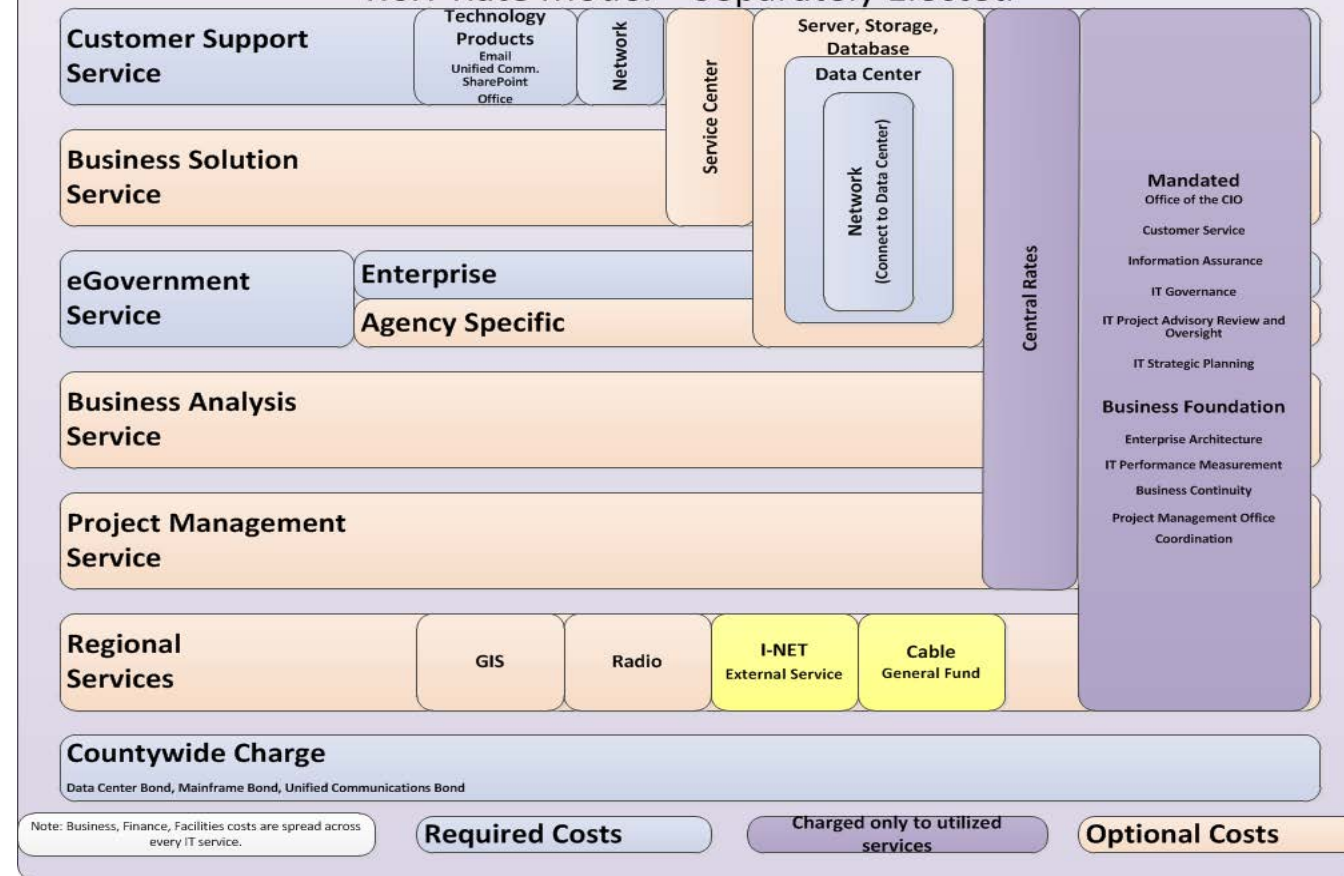 Customer Support
Service
Technology
Products
Email
Unified Comm.
SharePoint
Office
Network
Service Center
Server, Storage,
Database
Data Center
Network
(Connect to Data Center)
Central Rates
Mandated
Office of the CIO
Customer Service
Information Assurance
IT Governance
IT Project Advisory Review and
Oversight
IT Strategic Planning
Business Foundation
Enterprise Architecture
IT Performance Measurement
Business Continuity
Project Management Office
Coordination
Business Solution
Service
eGovernment
Service
Enterprise
Agency Specific
Business Analysis
Service
Project Management
Service
Regional
Services
GIS
Radio
I-NET
External Service
Cable
General Fund
Countywide Charge
Data Center Bond, Mainframe Bond, Unified Communications Bond
Note: Business, Finance, Facilities costs are spread across
every IT service.
Required Costs
Charged only to utilized
services
Optional Costs